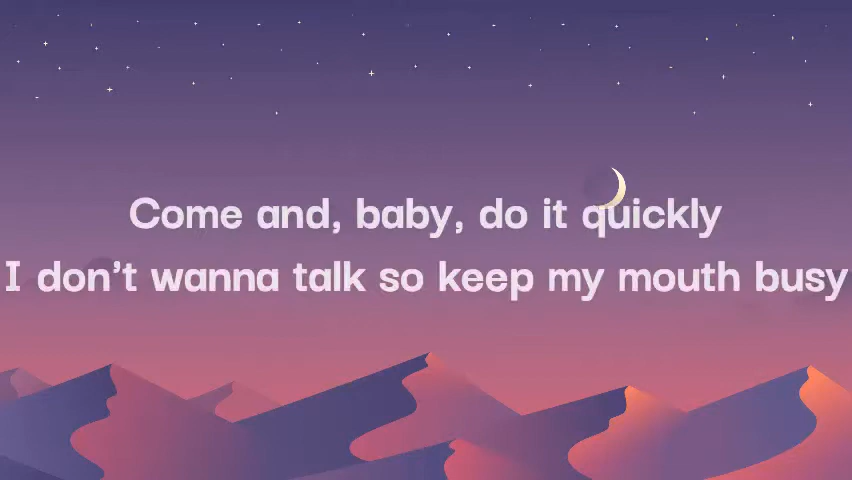 Come and, baby, do it quickly
I don’t wanna talk so keep my mouth busy